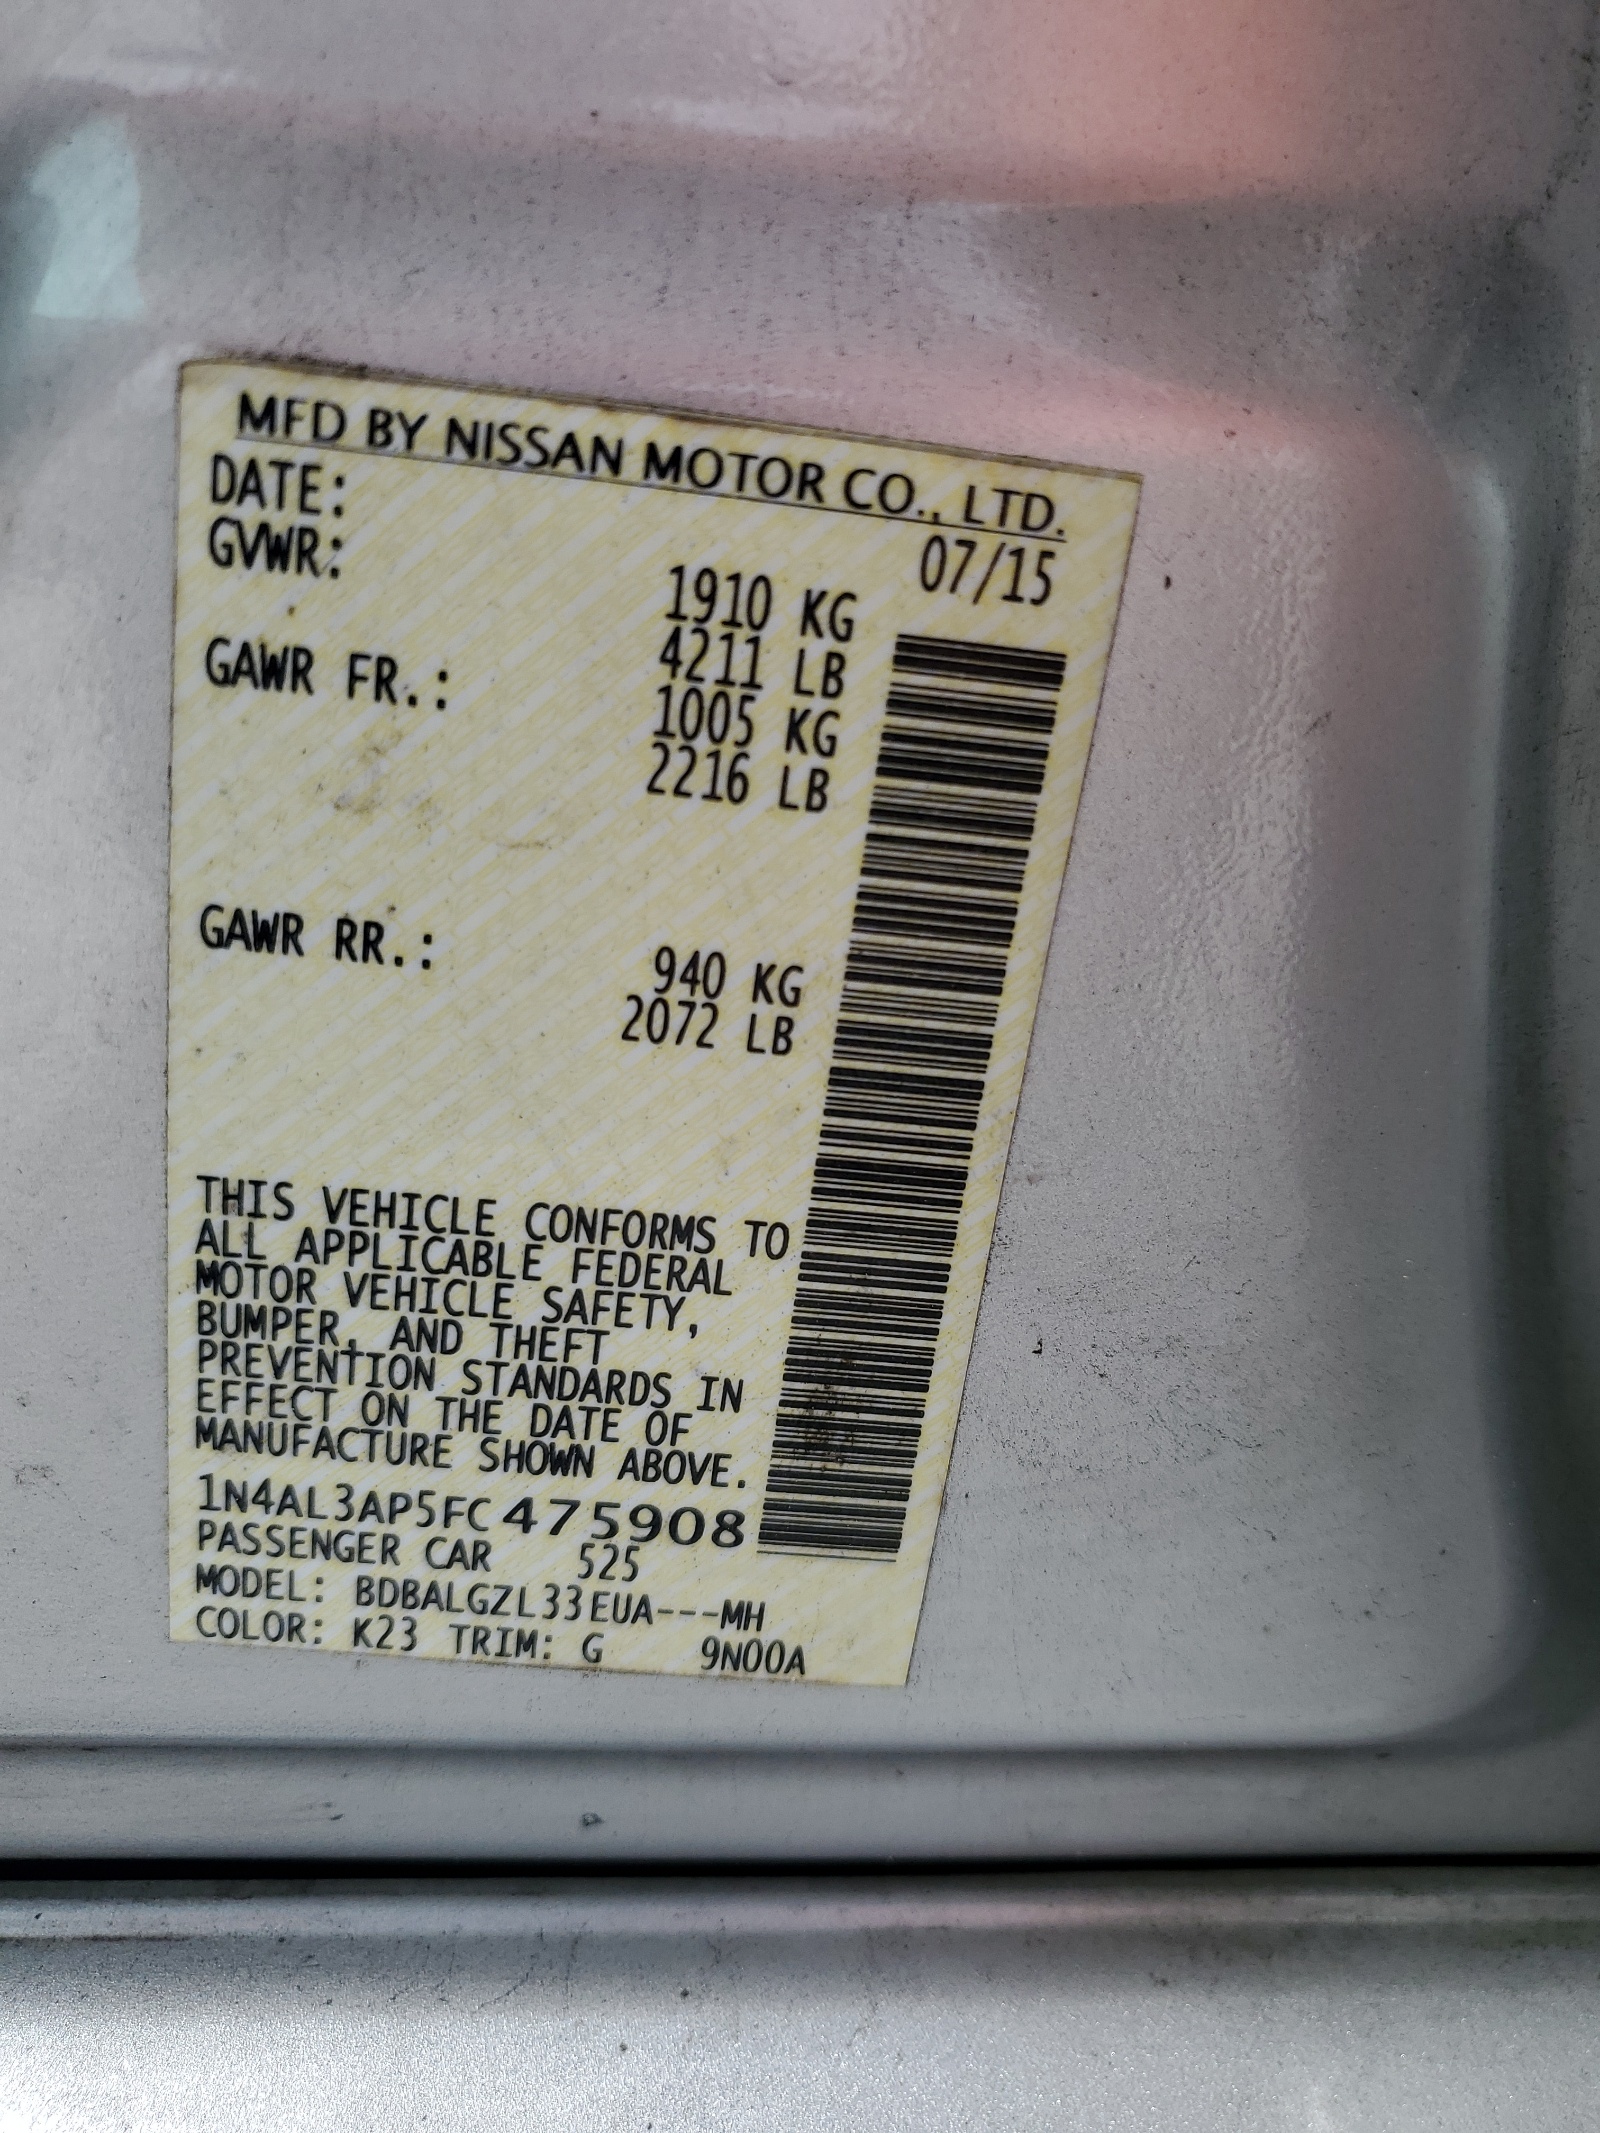 MFD BY NISSAN MOTOR CO., LTD.
DATE: 07/15
GVWR: 1910 KG
4211 LB
GAWR FR.: 1005 KG
2216 LB
GAWR RR.: 940 KG
2072 LB
THIS VEHICLE CONFORMS TO
ALL APPLICABLE FEDERAL
MOTOR VEHICLE SAFETY,
BUMPER, AND THEFT
PREVENTION STANDARDS IN
EFFECT ON THE DATE OF
MANUFACTURE SHOWN ABOVE.
1N4AL3AP5FC475908
PASSENGER CAR 525
MODEL: BDBALGZL33EUA---MH
COLOR: K23 TRIM: G 9N00A